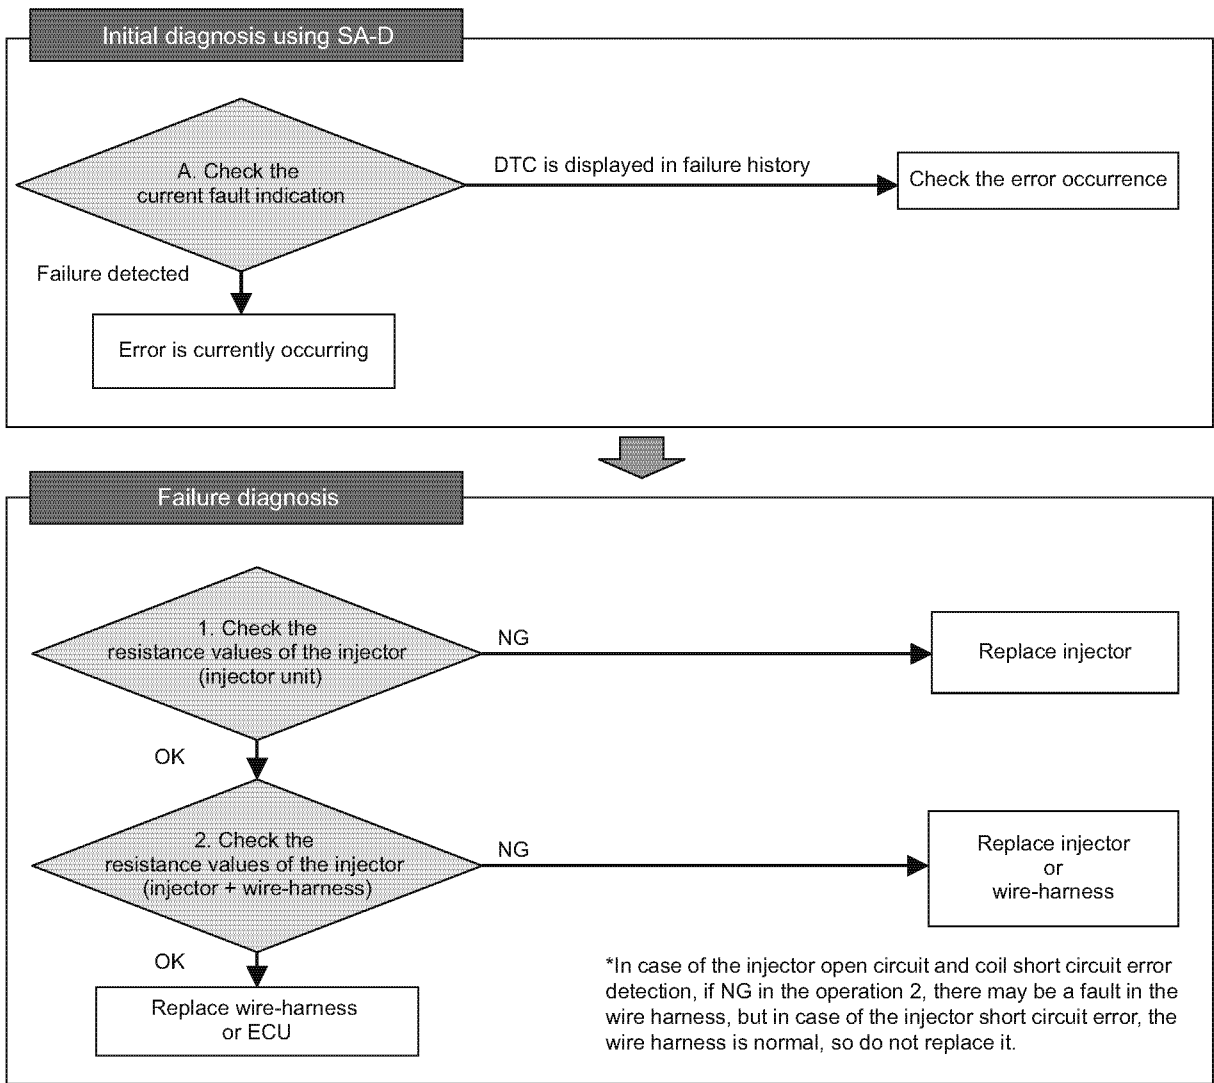 Initial diagnosis using SA-D
A. Check the
current fault indication
DTC is displayed in failure history
Check the error occurrence
Failure detected
Error is currently occurring
Failure diagnosis
1. Check the
resistance values of the injector
(injector unit)
NG
Replace injector
OK
2. Check the
resistance values of the injector
(injector + wire-harness)
NG
Replace injector
or
wire-harness
OK
Replace wire-harness
or ECU
*In case of the injector open circuit and coil short circuit error
detection, if NG in the operation 2, there may be a fault in the
wire harness, but in case of the injector short circuit error, the
wire harness is normal, so do not replace it.